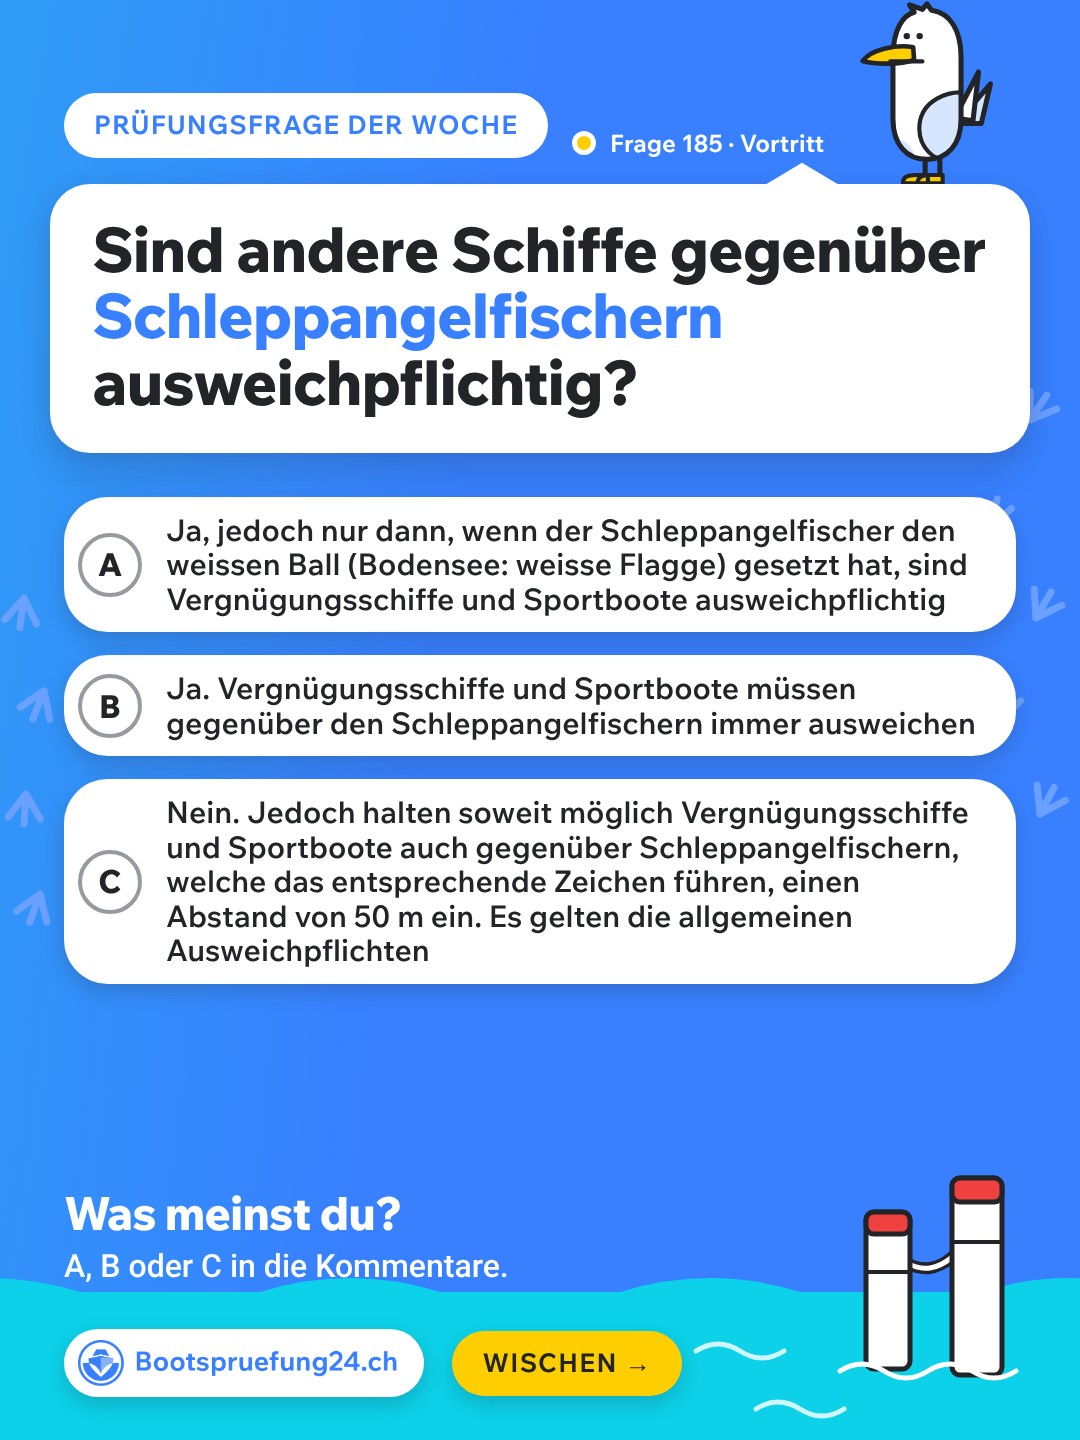 PRÜFUNGSFRAGE DER WOCHE
Frage 185 · Vortritt
Sind andere Schiffe gegenüber
Schleppangelfischern
ausweichpflichtig?
A
Ja, jedoch nur dann, wenn der Schleppangelfischer den
weissen Ball (Bodensee: weisse Flagge) gesetzt hat, sind
Vergnügungsschiffe und Sportboote ausweichpflichtig
B
Ja. Vergnügungsschiffe und Sportboote müssen
gegenüber den Schleppangelfischern immer ausweichen
C
Nein. Jedoch halten soweit möglich Vergnügungsschiffe
und Sportboote auch gegenüber Schleppangelfischern,
welche das entsprechende Zeichen führen, einen
Abstand von 50 m ein. Es gelten die allgemeinen
Ausweichpflichten
Was meinst du?
A, B oder C in die Kommentare.
Bootspruefung24.ch
WISCHEN →